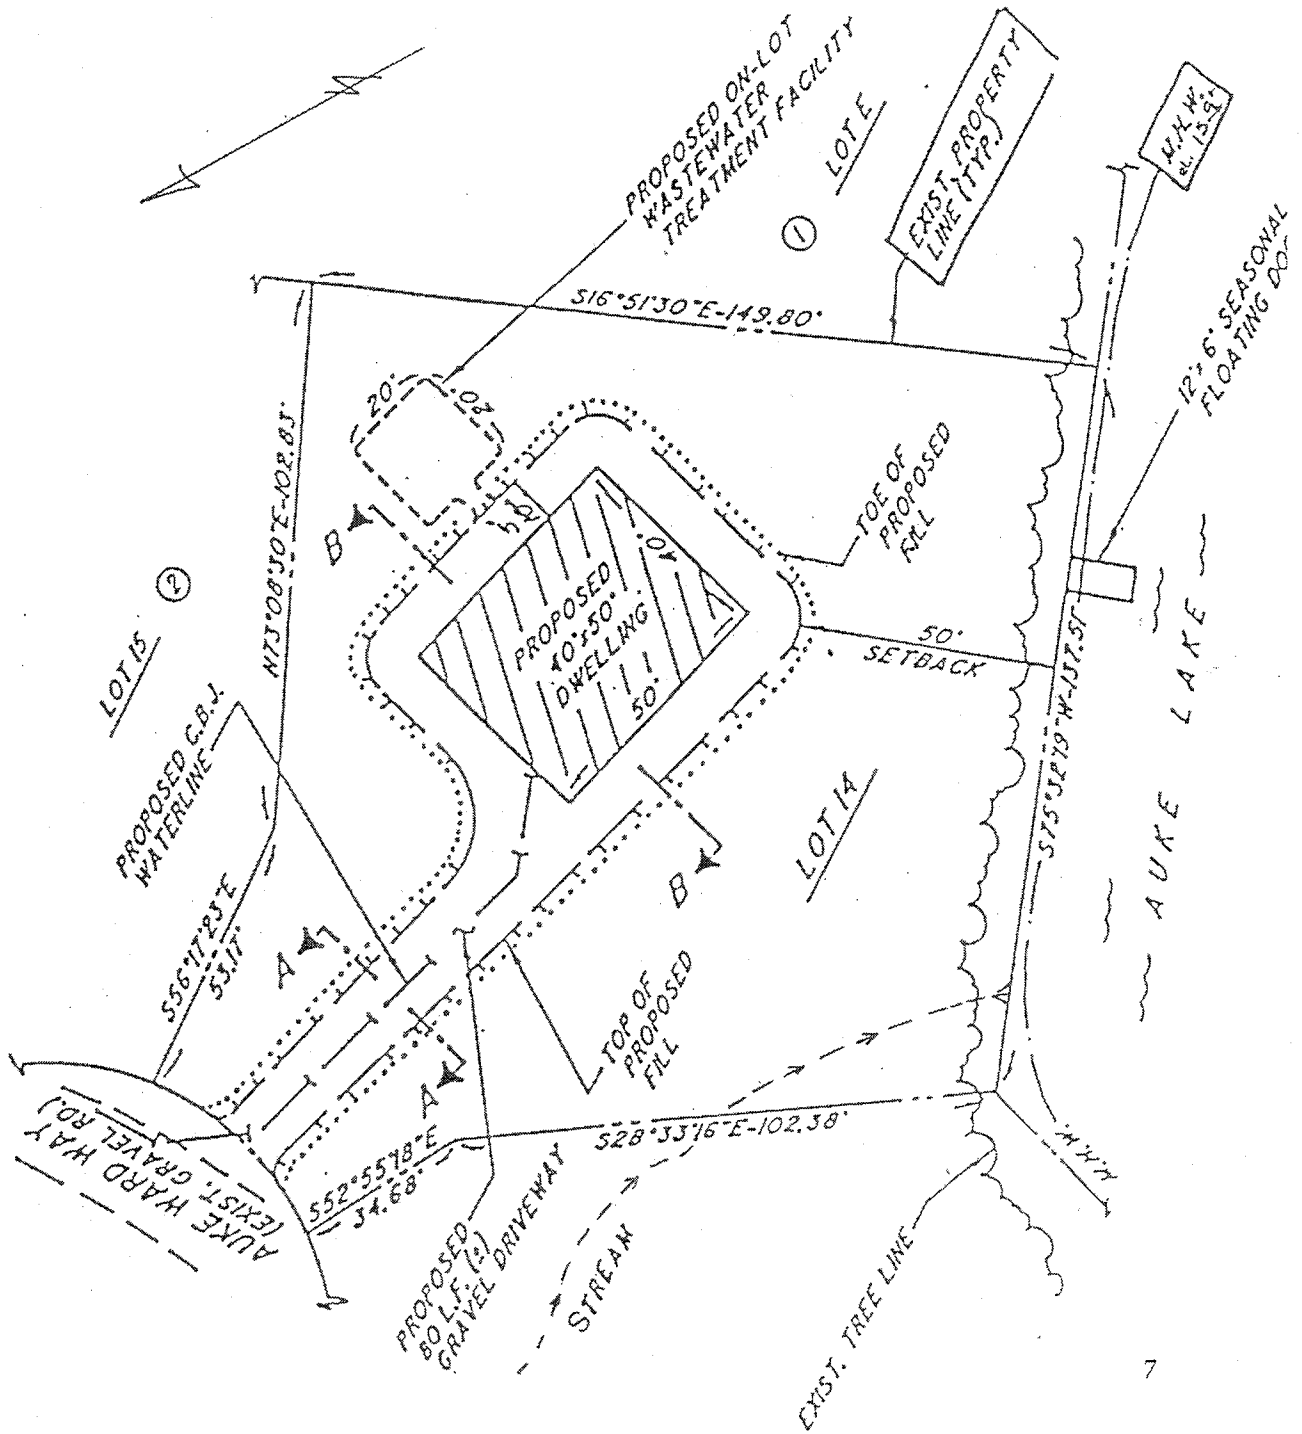 PROPOSED ON-LOT
WASTEWATER
TREATMENT FACILITY
LOT E
1
EXIST. PROPERTY
LINE (TYP.)
M.H.W.
12'x 6' SEASONAL
FLOATING
S16°51'30"E-149.80'
20'
20'
N73°08'30"E-102.83'
B
TOE OF
PROPOSED
FILL
2
LOT 15
PROPOSED
40'x50'
DWELLING
50'
50'
SETBACK
PROPOSED C.B.J.
WATERLINE
LOT 14
AUKE LAKE
S56°17'23"E
53.17'
A
B
TOP OF
PROPOSED
FILL
A
AUKE WARD WAY
(EXIST. GRAVEL RD.)
S52°55'18"E
34.68'
S28°33'16"E-102.38'
M.H.W.
PROPOSED
80 L.F. (±)
GRAVEL DRIVEWAY
STREAM
EXIST. TREE LINE
7